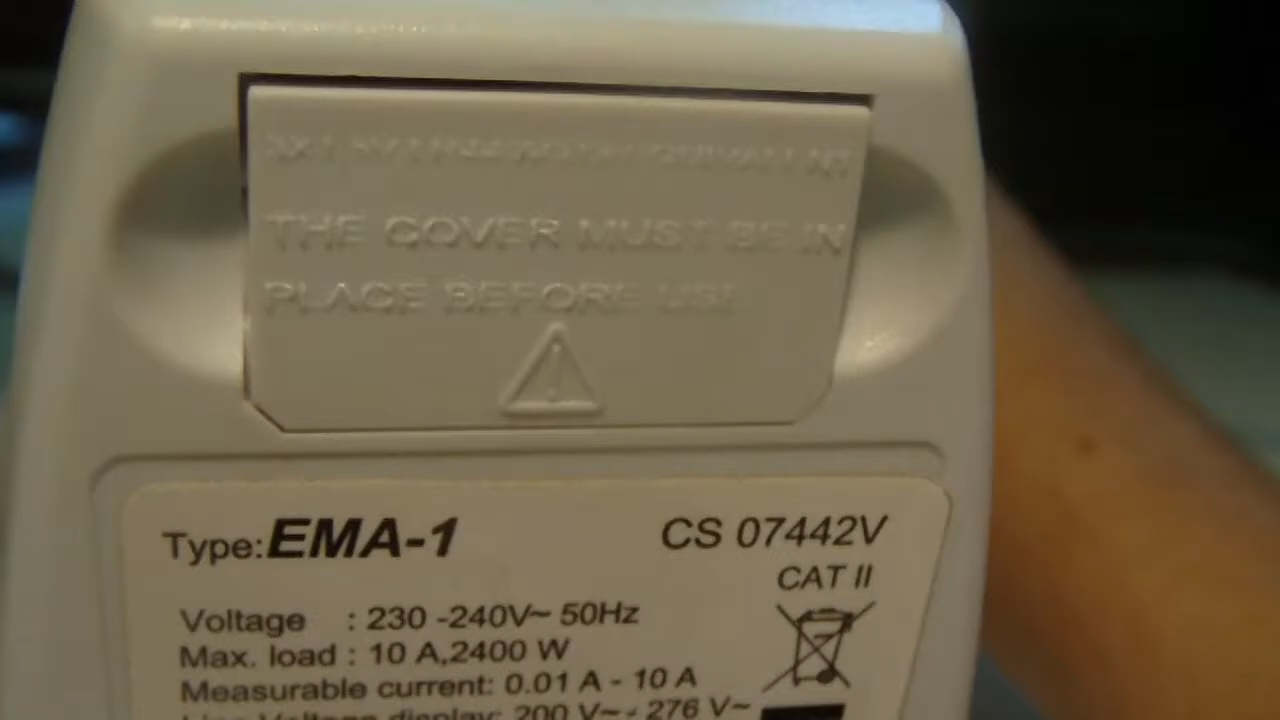 THE COVER MUST BE IN
PLACE BEFORE USE
Type: EMA-1
CS 07442V
CAT II
Voltage : 230 -240V~ 50Hz
Max. load : 10 A,2400 W
Measurable current: 0.01 A - 10 A
Line Voltage display: 200 V~ - 276 V~